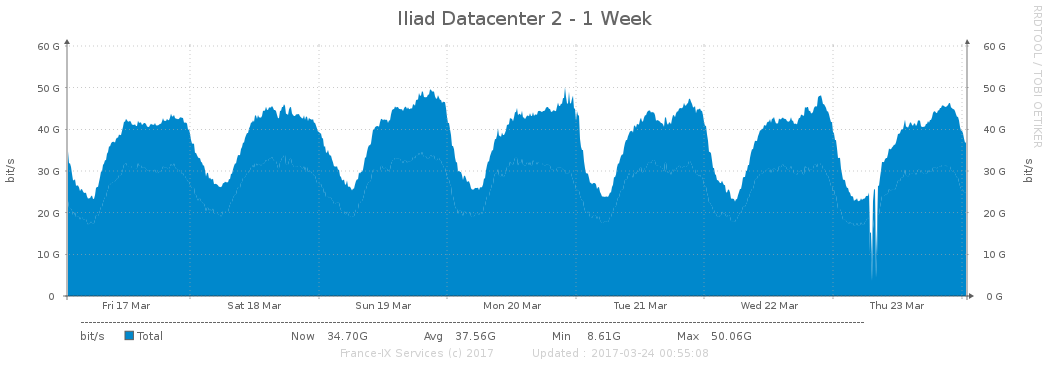 Iliad Datacenter 2 - 1 Week
RRDTOOL / TOBI OETIKER
60 G 60 G
50 G 50 G
40 G 40 G
30 G 30 G
20 G 20 G
10 G 10 G
0 0 G
bit/s bit/s
Fri 17 Mar Sat 18 Mar Sun 19 Mar Mon 20 Mar Tue 21 Mar Wed 22 Mar Thu 23 Mar
bit/s Total Now 34.70G Avg 37.56G Min 8.61G Max 50.06G
France-IX Services (c) 2017 Updated : 2017-03-24 00:55:08